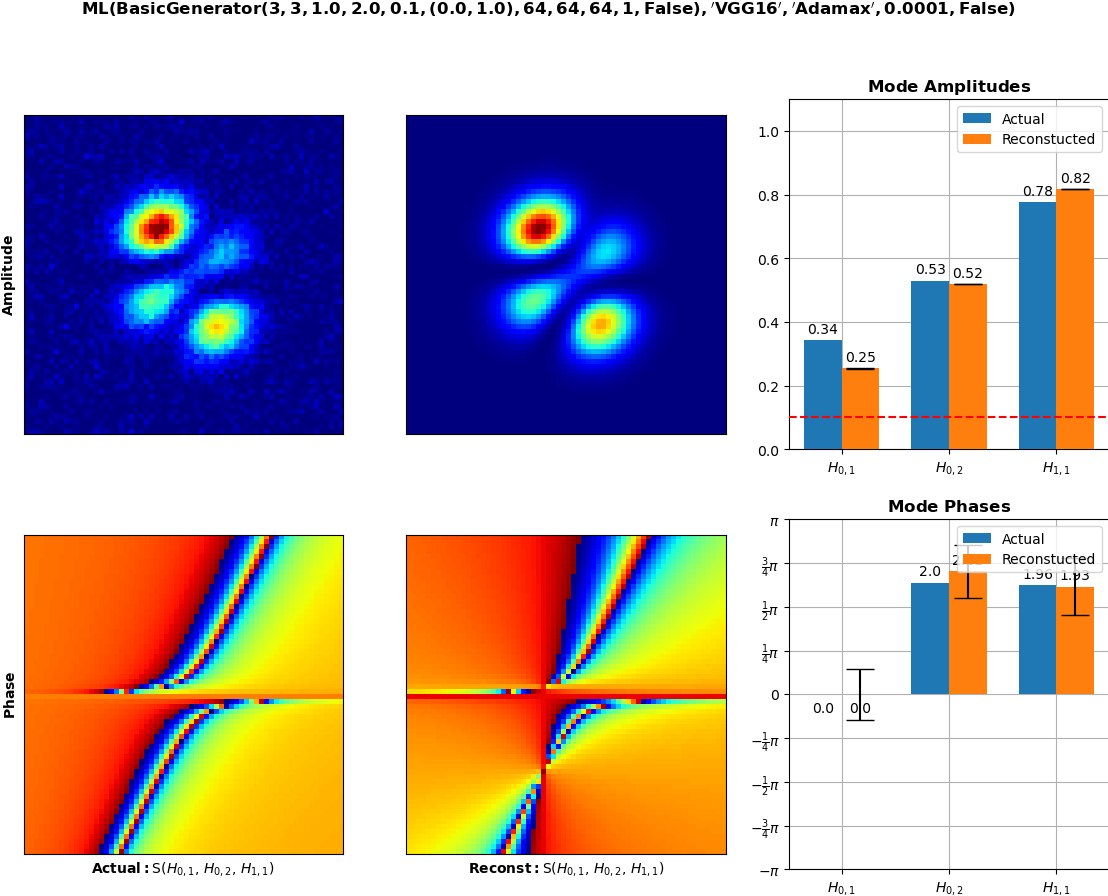 ML(BasicGenerator(3, 3, 1.0, 2.0, 0.1, (0.0, 1.0), 64, 64, 64, 1, False), ′VGG16′, ′Adamax′, 0.0001, False)
Mode Amplitudes
Actual
Reconstucted
1.0
0.8
0.6
0.4
0.2
0.0
0.34
0.25
0.53
0.52
0.78
0.82
H0,1
H0,2
H1,1
Amplitude
Phase
Actual: S(H0,1, H0,2, H1,1)
Reconst: S(H0,1, H0,2, H1,1)
Mode Phases
Actual
Reconstucted
π
3/4π
1/2π
1/4π
0
−1/4π
−1/2π
−3/4π
−π
0.0
0.0
2.0
1.96
1.93
H0,1
H0,2
H1,1